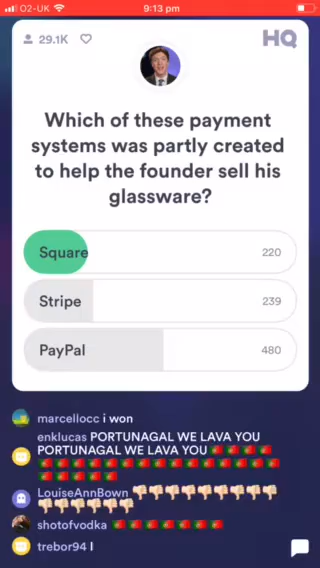 O2-UK 9:13 pm
29.1K HQ
Which of these payment
systems was partly created
to help the founder sell his
glassware?
Square 220
Stripe 239
PayPal 480
marcellocc i won
enklucas PORTUNAGAL WE LAVA YOU
PORTUNAGAL WE LAVA YOU 🇵🇹🇵🇹🇵🇹🇵🇹
LouiseAnnBown 👎🏻👎🏻👎🏻👎🏻👎🏻👎🏻👎🏻👎🏻👎🏻
shotofvodka 🇵🇹🇵🇹🇵🇹🇵🇹🇵🇹🇵🇹
trebor94 I